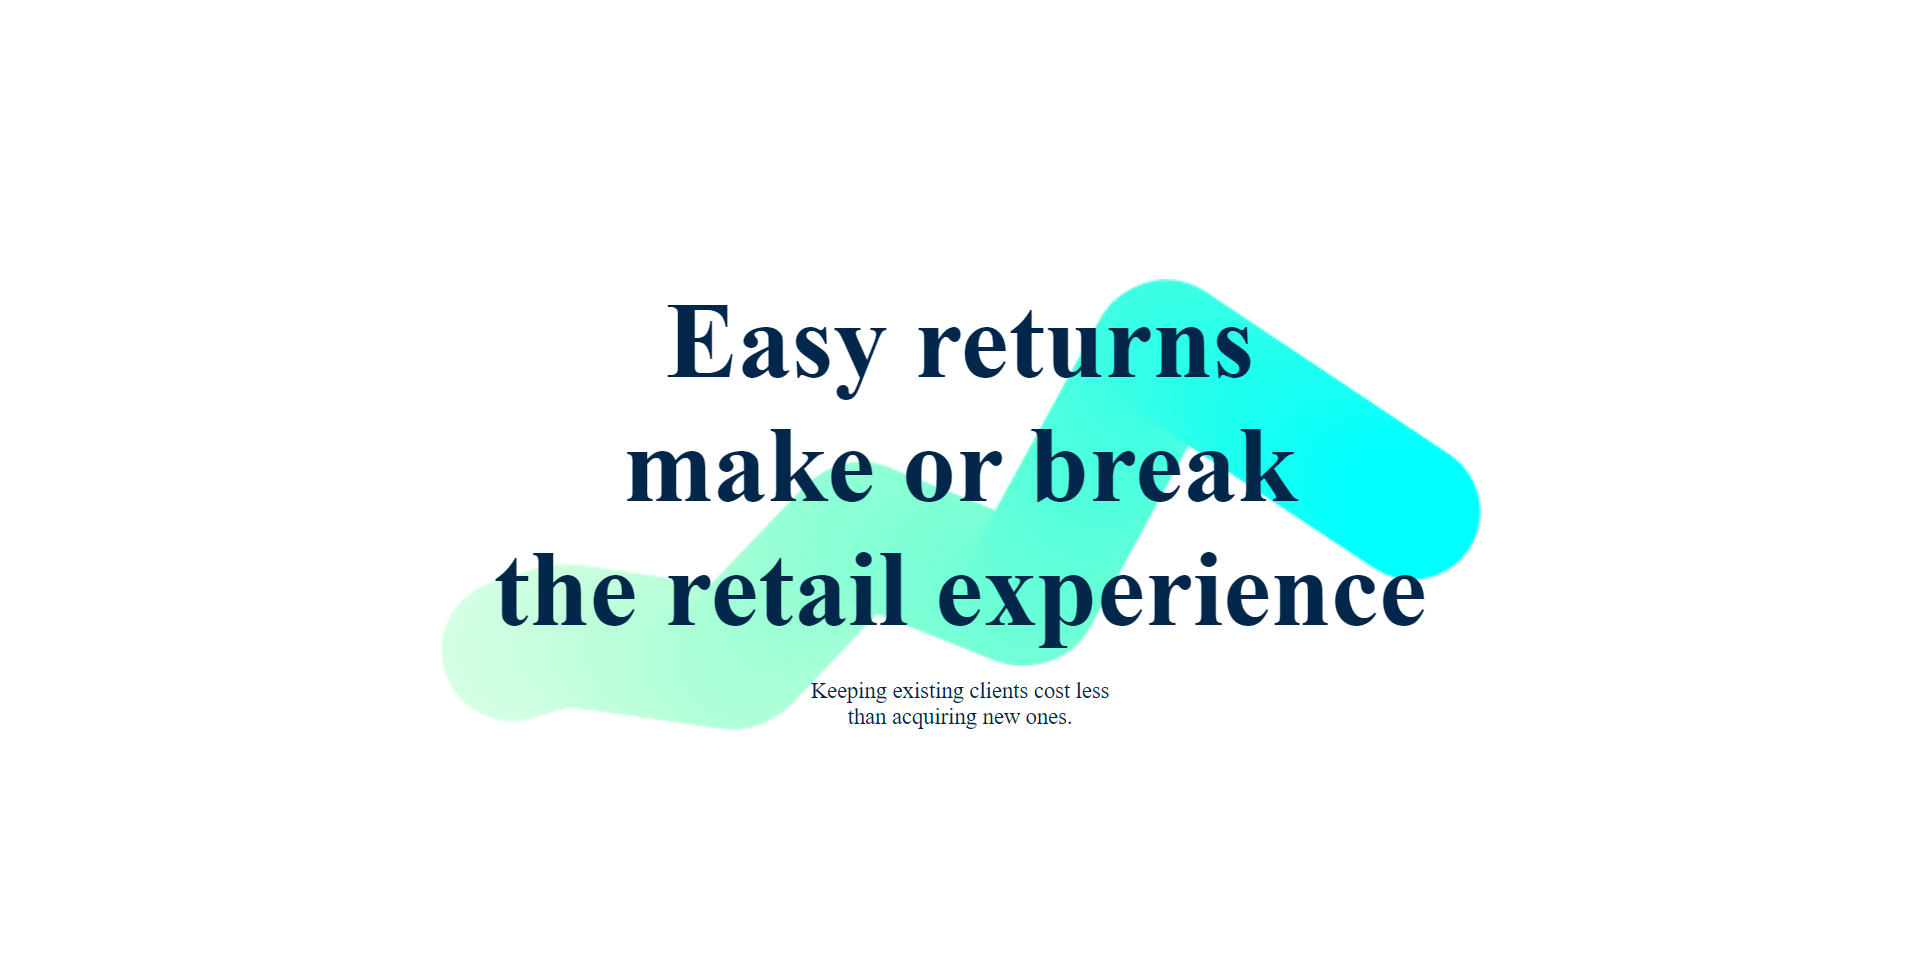 Easy returns
make or break
the retail experience
Keeping existing clients cost less
than acquiring new ones.